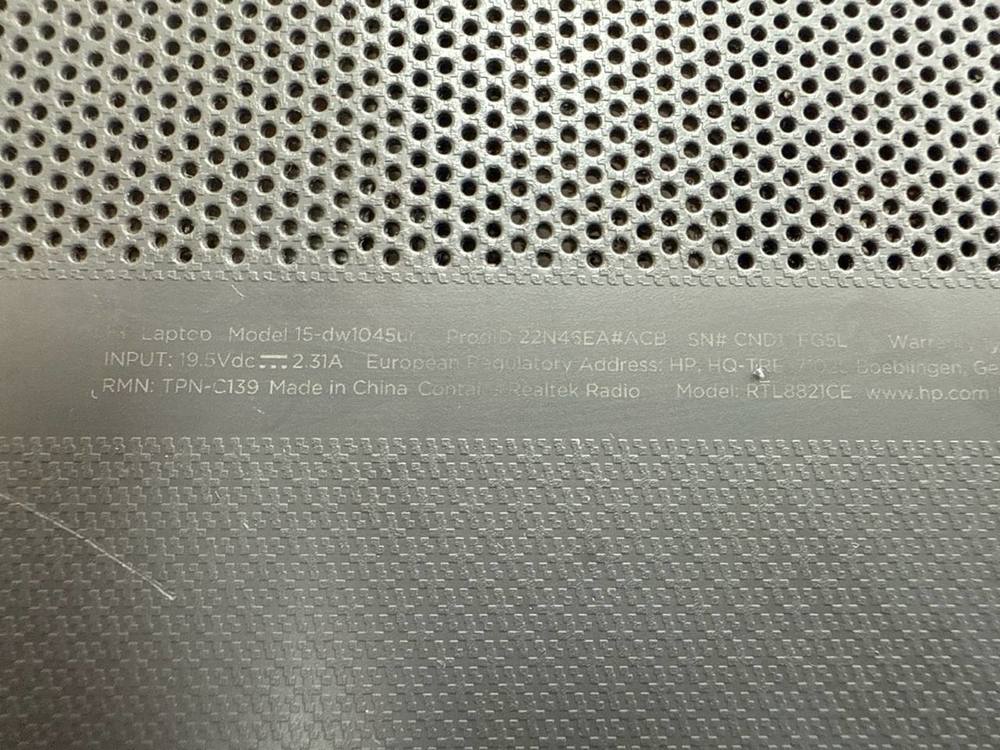 Laptop Model 15-dw1045ur ProdID 22N46EA#ACB SN# CND1 FG5L
INPUT: 19.5Vdc 2.31A European Regulatory Address: HP, HQ-TRE Boeblingen,
RMN: TPN-C139 Made in China Realtek Radio Model: RTL8821CE www.hp.com